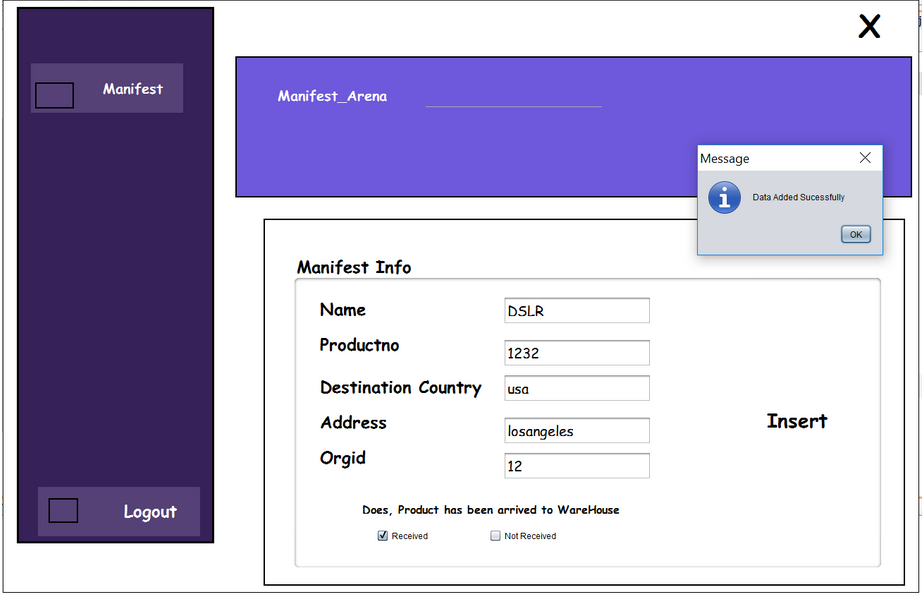 X
Manifest
Manifest_Arena
Message
Data Added Sucessfully
OK
Manifest Info
Name DSLR
Productno 1232
Destination Country usa
Address losangeles
Insert
Orgid 12
Does, Product has been arrived to WareHouse
Received Not Received
Logout